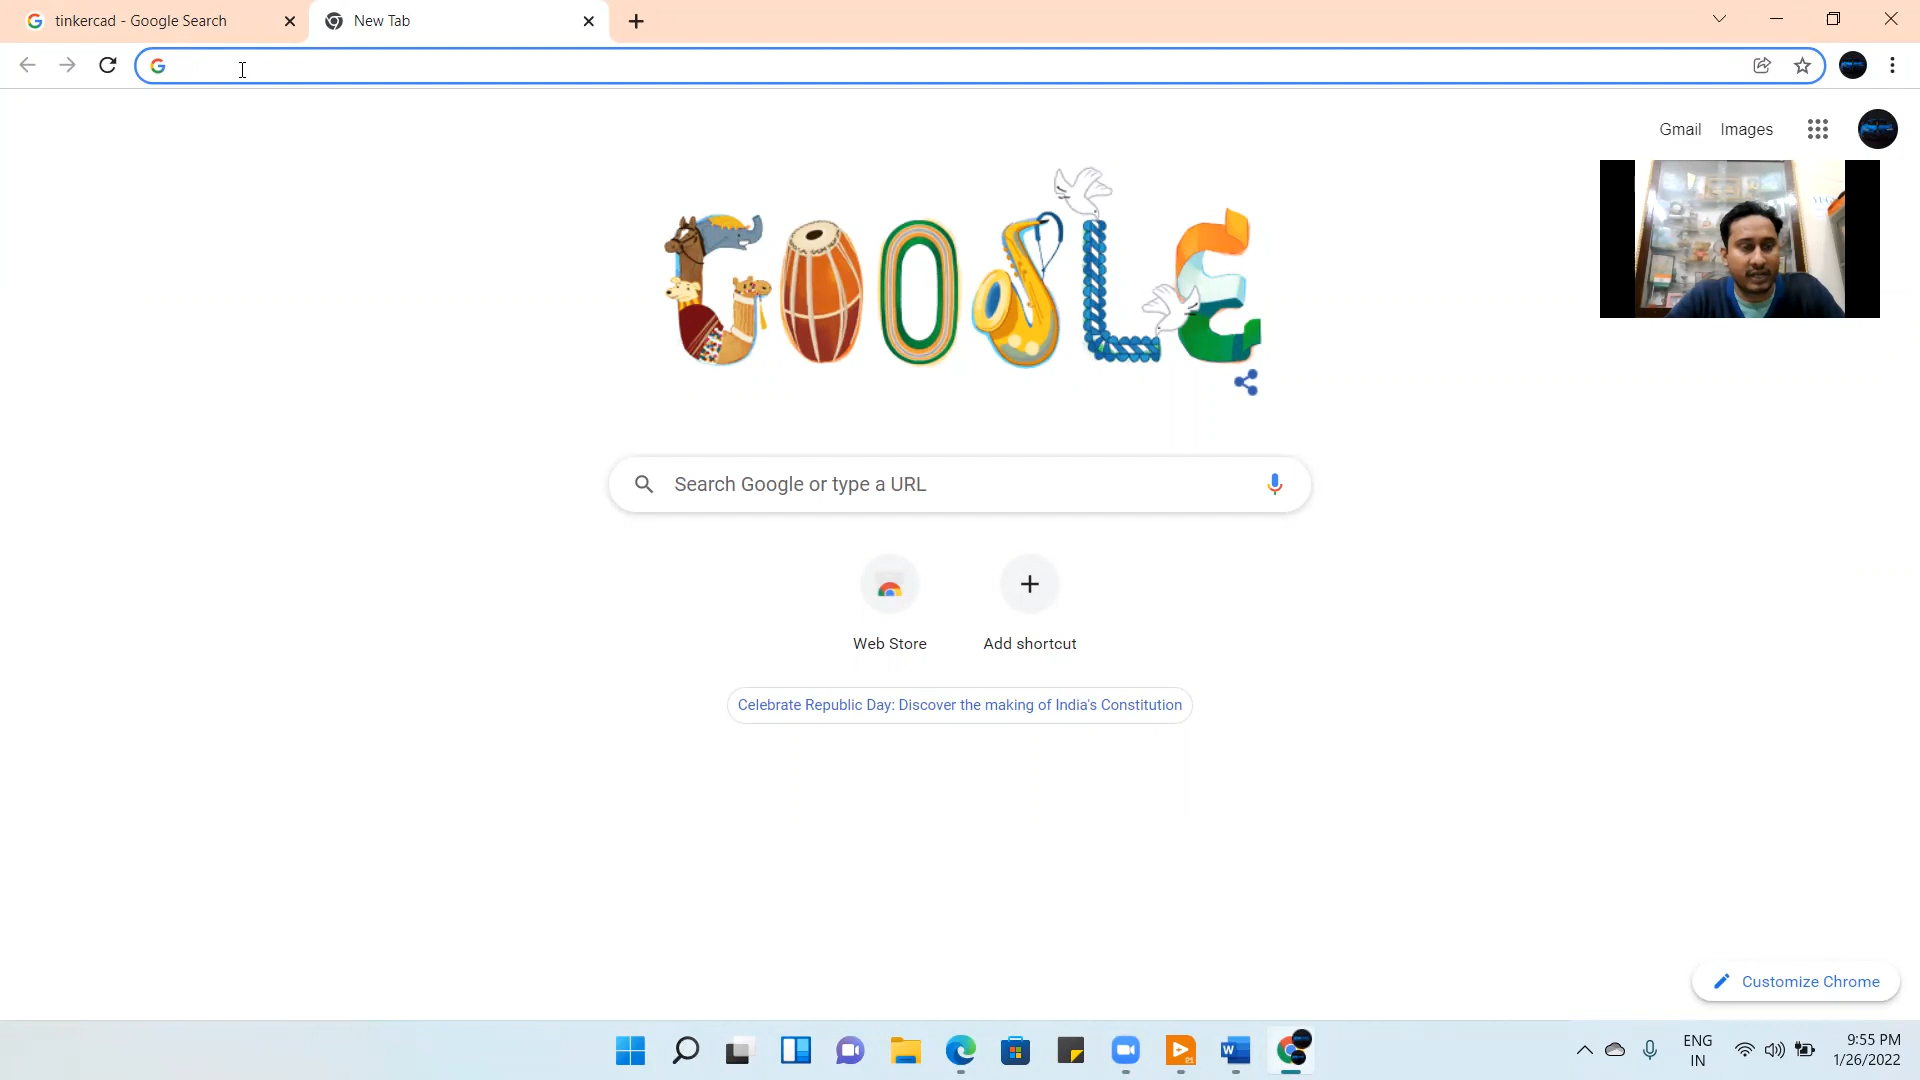 tinkercad - Google Search
New Tab
Gmail
Images
GOOGLE
Search Google or type a URL
Web Store
Add shortcut
Celebrate Republic Day: Discover the making of India's Constitution
Customize Chrome
ENG
IN
9:55 PM
1/26/2022